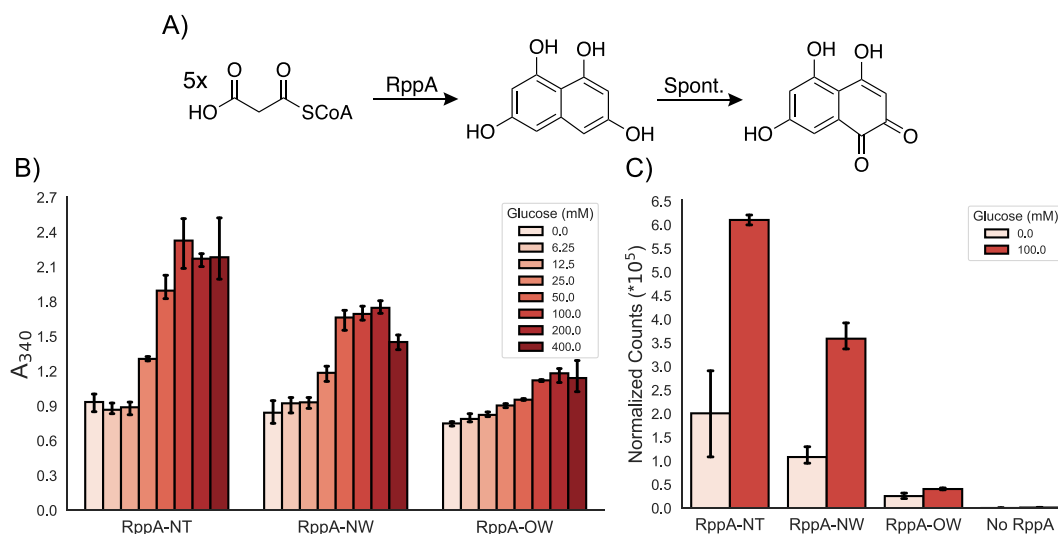 A)
5x
O
O
HO
SCoA
RppA
OH
OH
HO
OH
Spont.
OH
OH
HO
O
O
B)
A340
2.7
2.4
2.1
1.8
1.5
1.2
0.9
0.6
0.3
0.0
Glucose (mM)
0.0
6.25
12.5
25.0
50.0
100.0
200.0
400.0
RppA-NT
RppA-NW
RppA-OW
C)
Normalized Counts (*10⁵)
6.5
6.0
5.5
5.0
4.5
4.0
3.5
3.0
2.5
2.0
1.5
1.0
0.5
0.0
Glucose (mM)
0.0
100.0
RppA-NT
RppA-NW
RppA-OW
No RppA